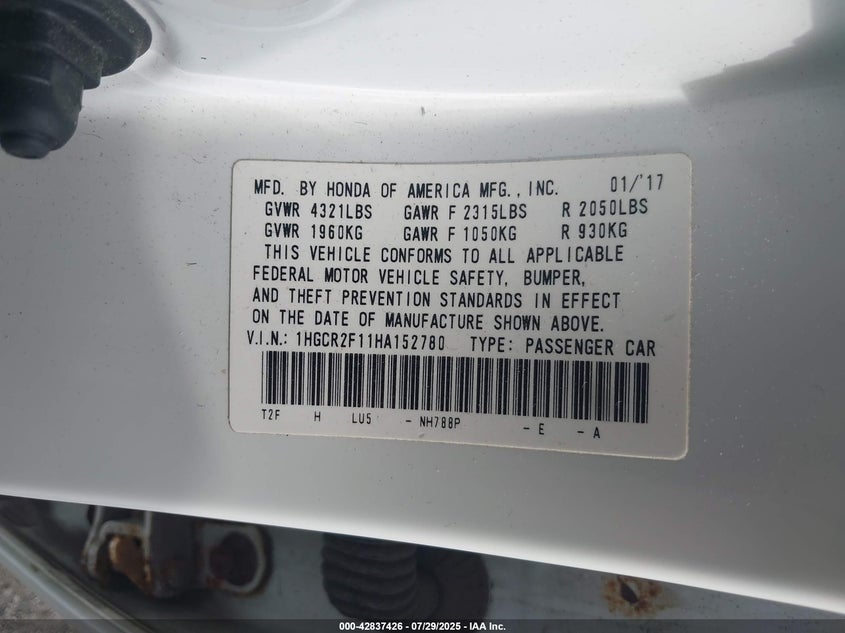 MFD. BY HONDA OF AMERICA MFG., INC. 01/'17
GVWR 4321LBS GAWR F 2315LBS R 2050LBS
GVWR 1960KG GAWR F 1050KG R 930KG
THIS VEHICLE CONFORMS TO ALL APPLICABLE
FEDERAL MOTOR VEHICLE SAFETY, BUMPER,
AND THEFT PREVENTION STANDARDS IN EFFECT
ON THE DATE OF MANUFACTURE SHOWN ABOVE.
V.I.N.: 1HGCR2F11HA152780 TYPE: PASSENGER CAR
T2F H LU5 - NH788P - E - A
000-42837426 - 07/29/2025 - IAA Inc.